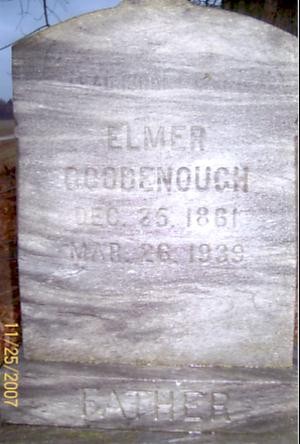 ELMER
GOODENOUGH
DEC. 25, 1861
MAR. 26, 1939
FATHER
11/25/2007